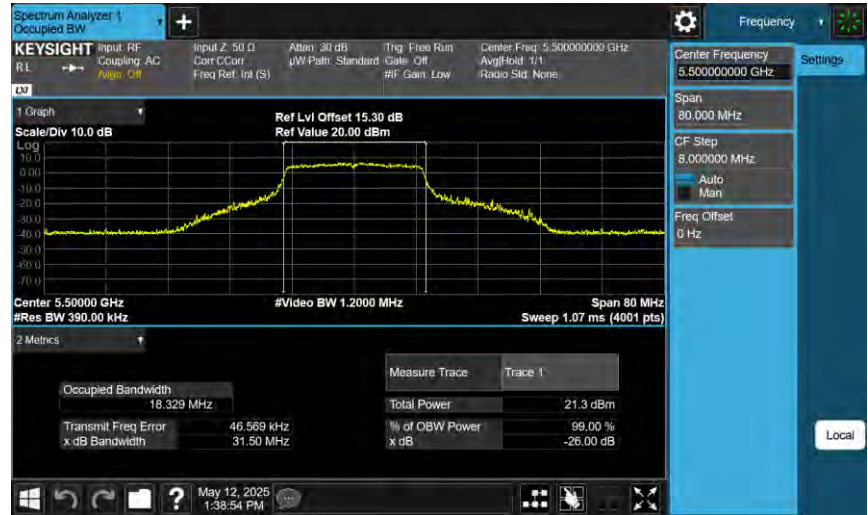 Spectrum Analyzer 1
Occupied BW
Frequency
KEYSIGHT
RL
LXI
Input: RF
Coupling: AC
Align: Off
Input Z: 50 Ω
Corr CCorr
Freq Ref: Int (S)
Atten: 30 dB
µW Path: Standard
Trig: Free Run
Gate: Off
#IF Gain: Low
Center Freq: 5.500000000 GHz
Avg|Hold: 1/1
Radio Std: None
Center Frequency
5.500000000 GHz
Settings
Span
80.000 MHz
CF Step
8.000000 MHz
Auto
Man
Freq Offset
0 Hz
Local
1 Graph
Scale/Div 10.0 dB
Ref Lvl Offset 15.30 dB
Ref Value 20.00 dBm
Log
10.0
0.00
-10.0
-20.0
-30.0
-40.0
-50.0
-60.0
-70.0
Center 5.50000 GHz
#Res BW 390.00 kHz
#Video BW 1.2000 MHz
Span 80 MHz
Sweep 1.07 ms (4001 pts)
2 Metrics
Measure Trace Trace 1
Occupied Bandwidth
18.329 MHz
Total Power 21.3 dBm
Transmit Freq Error 46.569 kHz
% of OBW Power 99.00 %
x dB Bandwidth 31.50 MHz
x dB -26.00 dB
?
May 12, 2025
1:38:54 PM